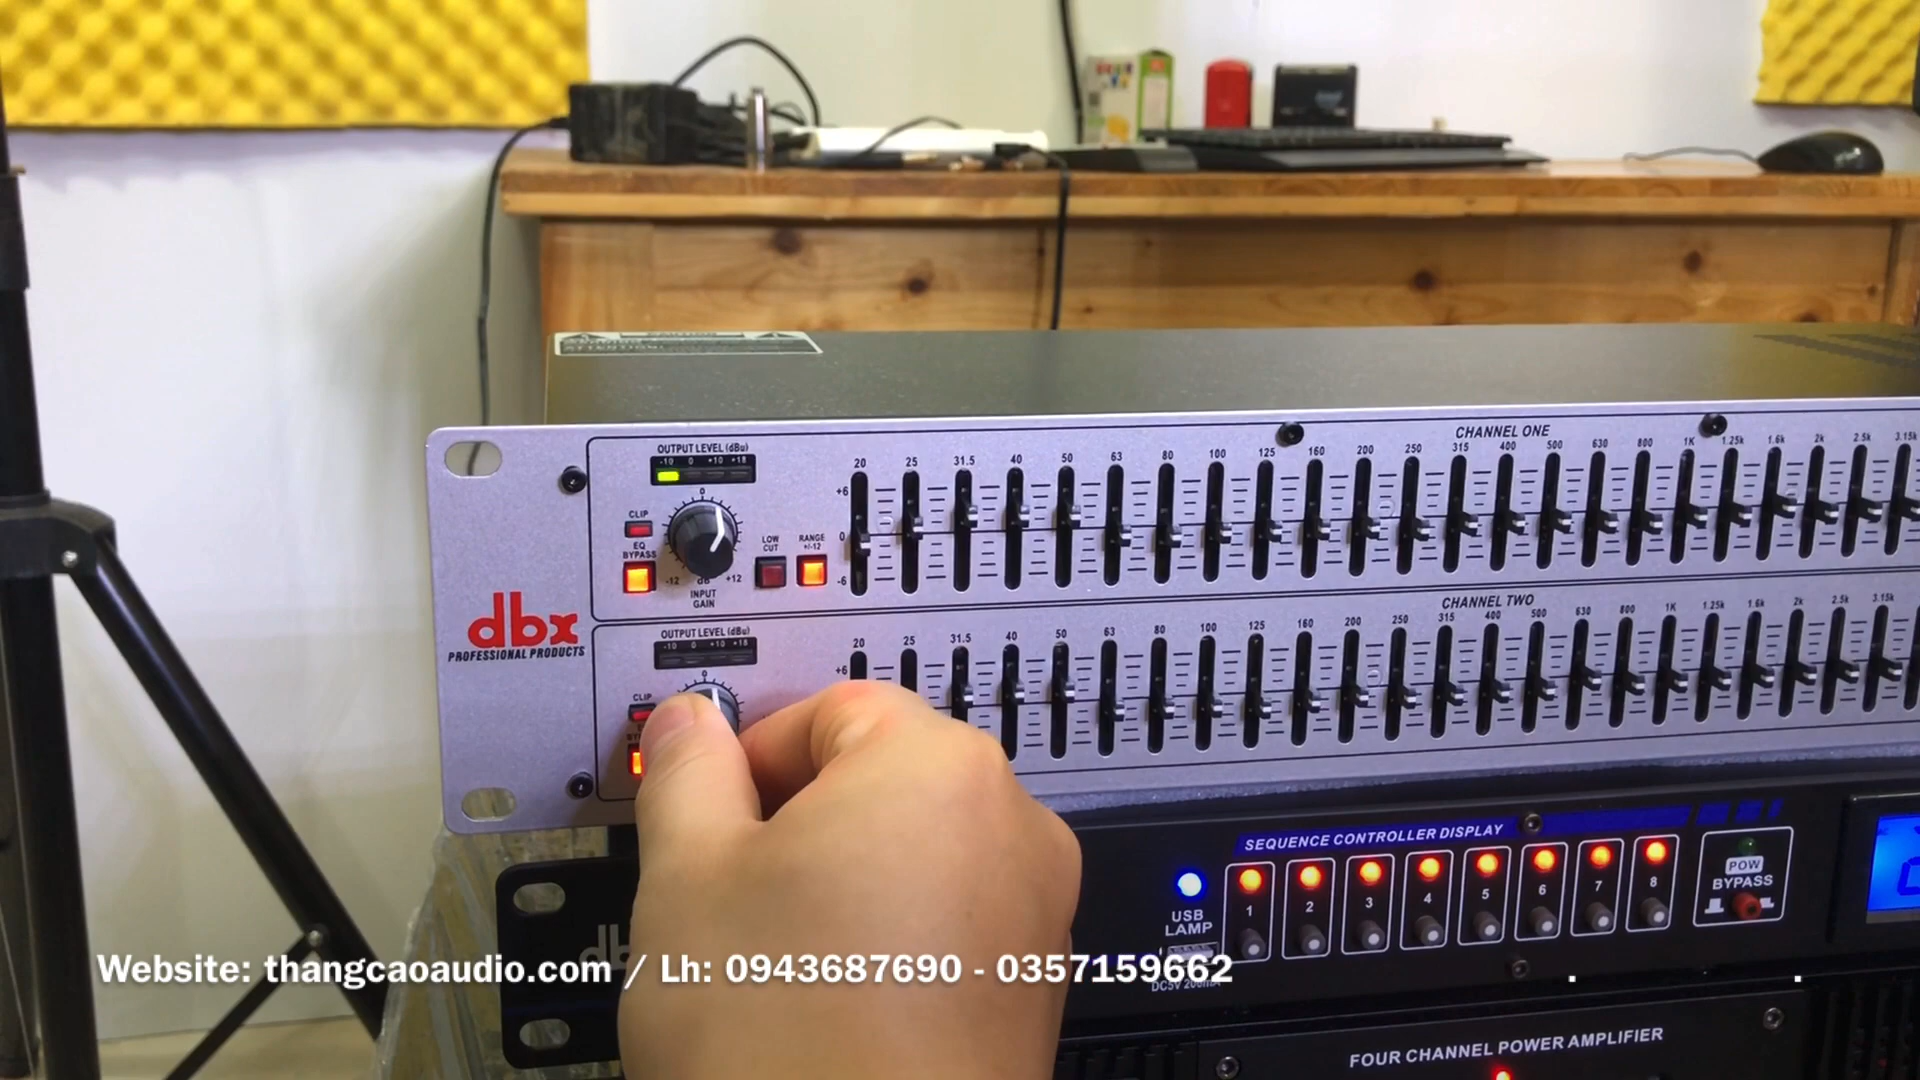 CAUTION
OUTPUT LEVEL (dBu)
-10 0 +10 +18
CLIP
EQ BYPASS
0
-12 dB +12
INPUT GAIN
LOW CUT
RANGE +/-12
CHANNEL ONE
20 25 31.5 40 50 63 80 100 125 160 200 250 315 400 500 630 800 1K 1.25k 1.6k 2k 2.5k 3.15k
+6
0
-6
dbx
PROFESSIONAL PRODUCTS
OUTPUT LEVEL (dBu)
-10 0 +10 +18
CLIP
0
CHANNEL TWO
20 25 31.5 40 50 63 80 100 125 160 200 250 315 400 500 630 800 1K 1.25k 1.6k 2k 2.5k 3.15k
+6
SEQUENCE CONTROLLER DISPLAY
USB LAMP
1 2 3 4 5 6 7 8
POW
BYPASS
Website: thangcaoaudio.com / Lh: 0943687690 - 0357159662
FOUR CHANNEL POWER AMPLIFIER